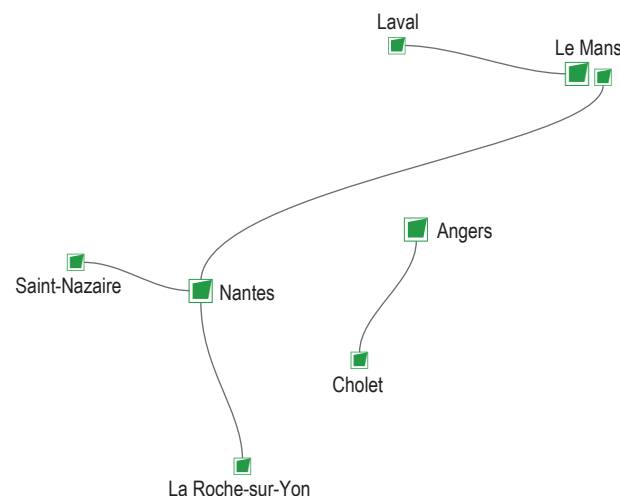 Laval
Le Mans
Angers
Saint-Nazaire
Nantes
Cholet
La Roche-sur-Yon